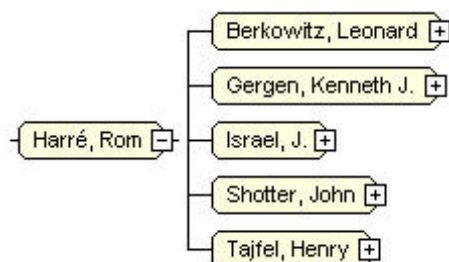 Berkowitz, Leonard
Gergen, Kenneth J.
Harré, Rom
Israel, J.
Shotter, John
Tajfel, Henry